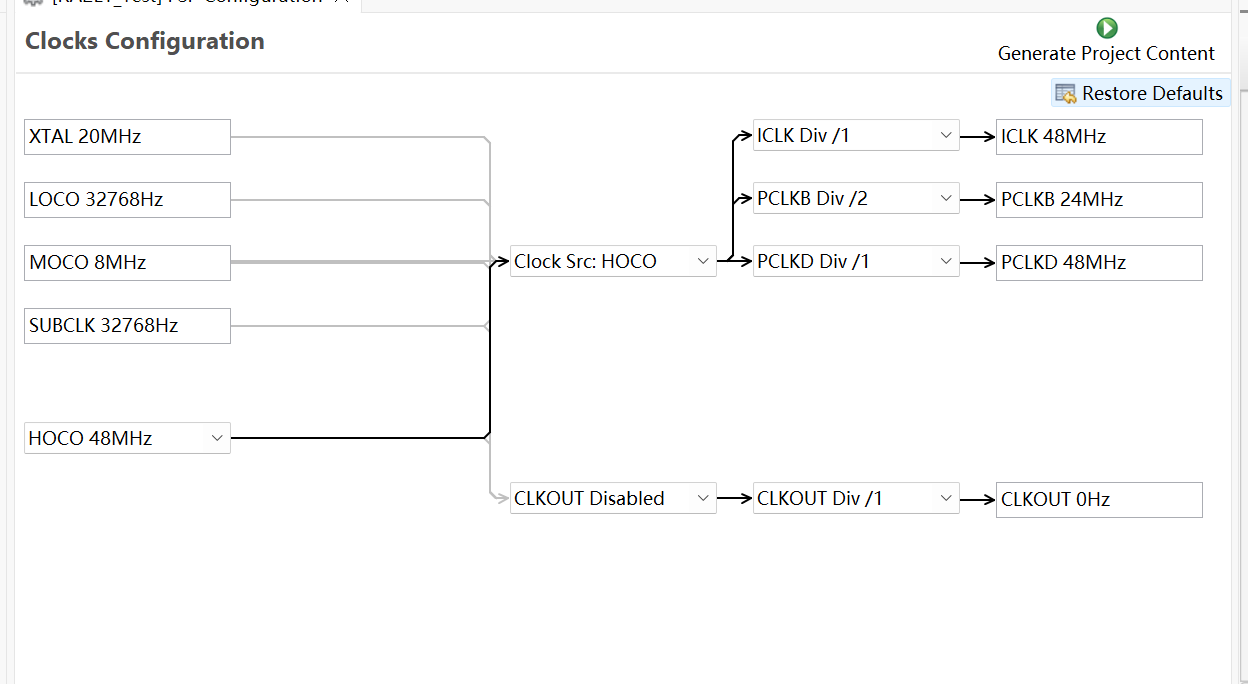 Clocks Configuration
Generate Project Content
Restore Defaults
XTAL 20MHz
ICLK Div /1
ICLK 48MHz
LOCO 32768Hz
PCLKB Div /2
PCLKB 24MHz
MOCO 8MHz
Clock Src: HOCO
PCLKD Div /1
PCLKD 48MHz
SUBCLK 32768Hz
HOCO 48MHz
CLKOUT Disabled
CLKOUT Div /1
CLKOUT 0Hz